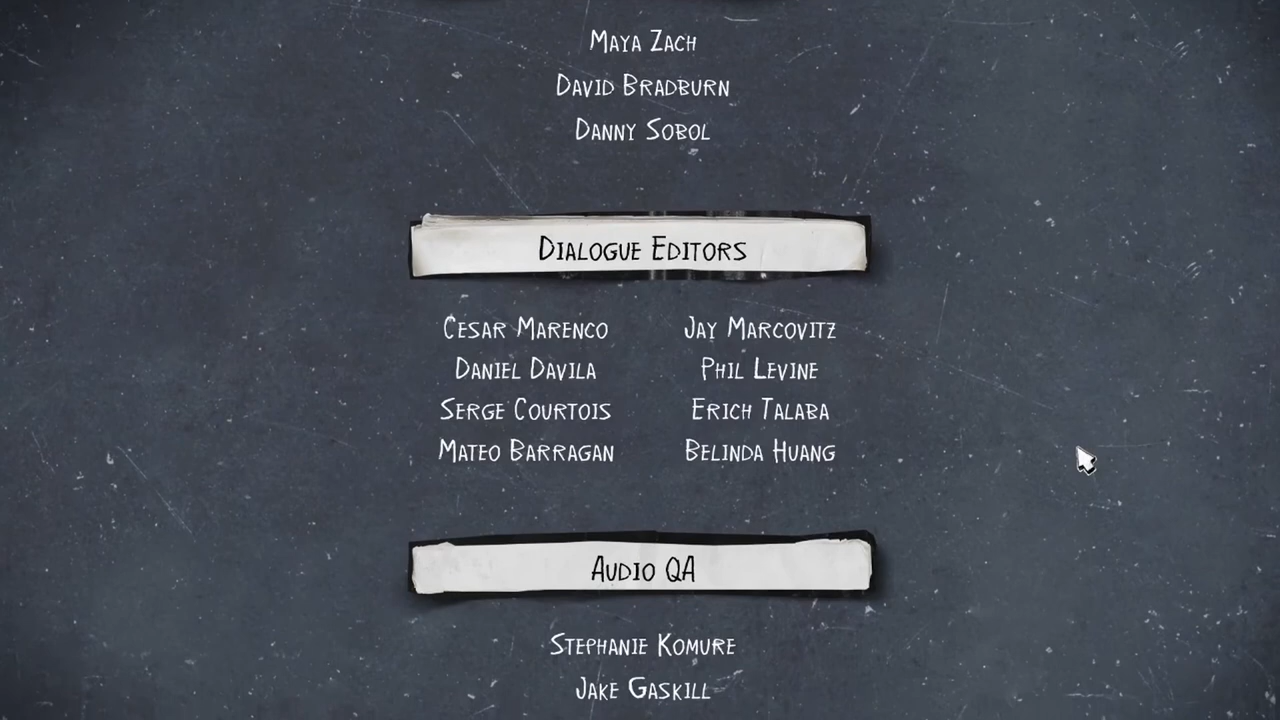 Maya Zach
David Bradburn
Danny Sobol
Dialogue Editors
Cesar Marenco Jay Marcovitz
Daniel Davila Phil Levine
Serge Courtois Erich Talaba
Mateo Barragan Belinda Huang
Audio QA
Stephanie Komure
Jake Gaskill